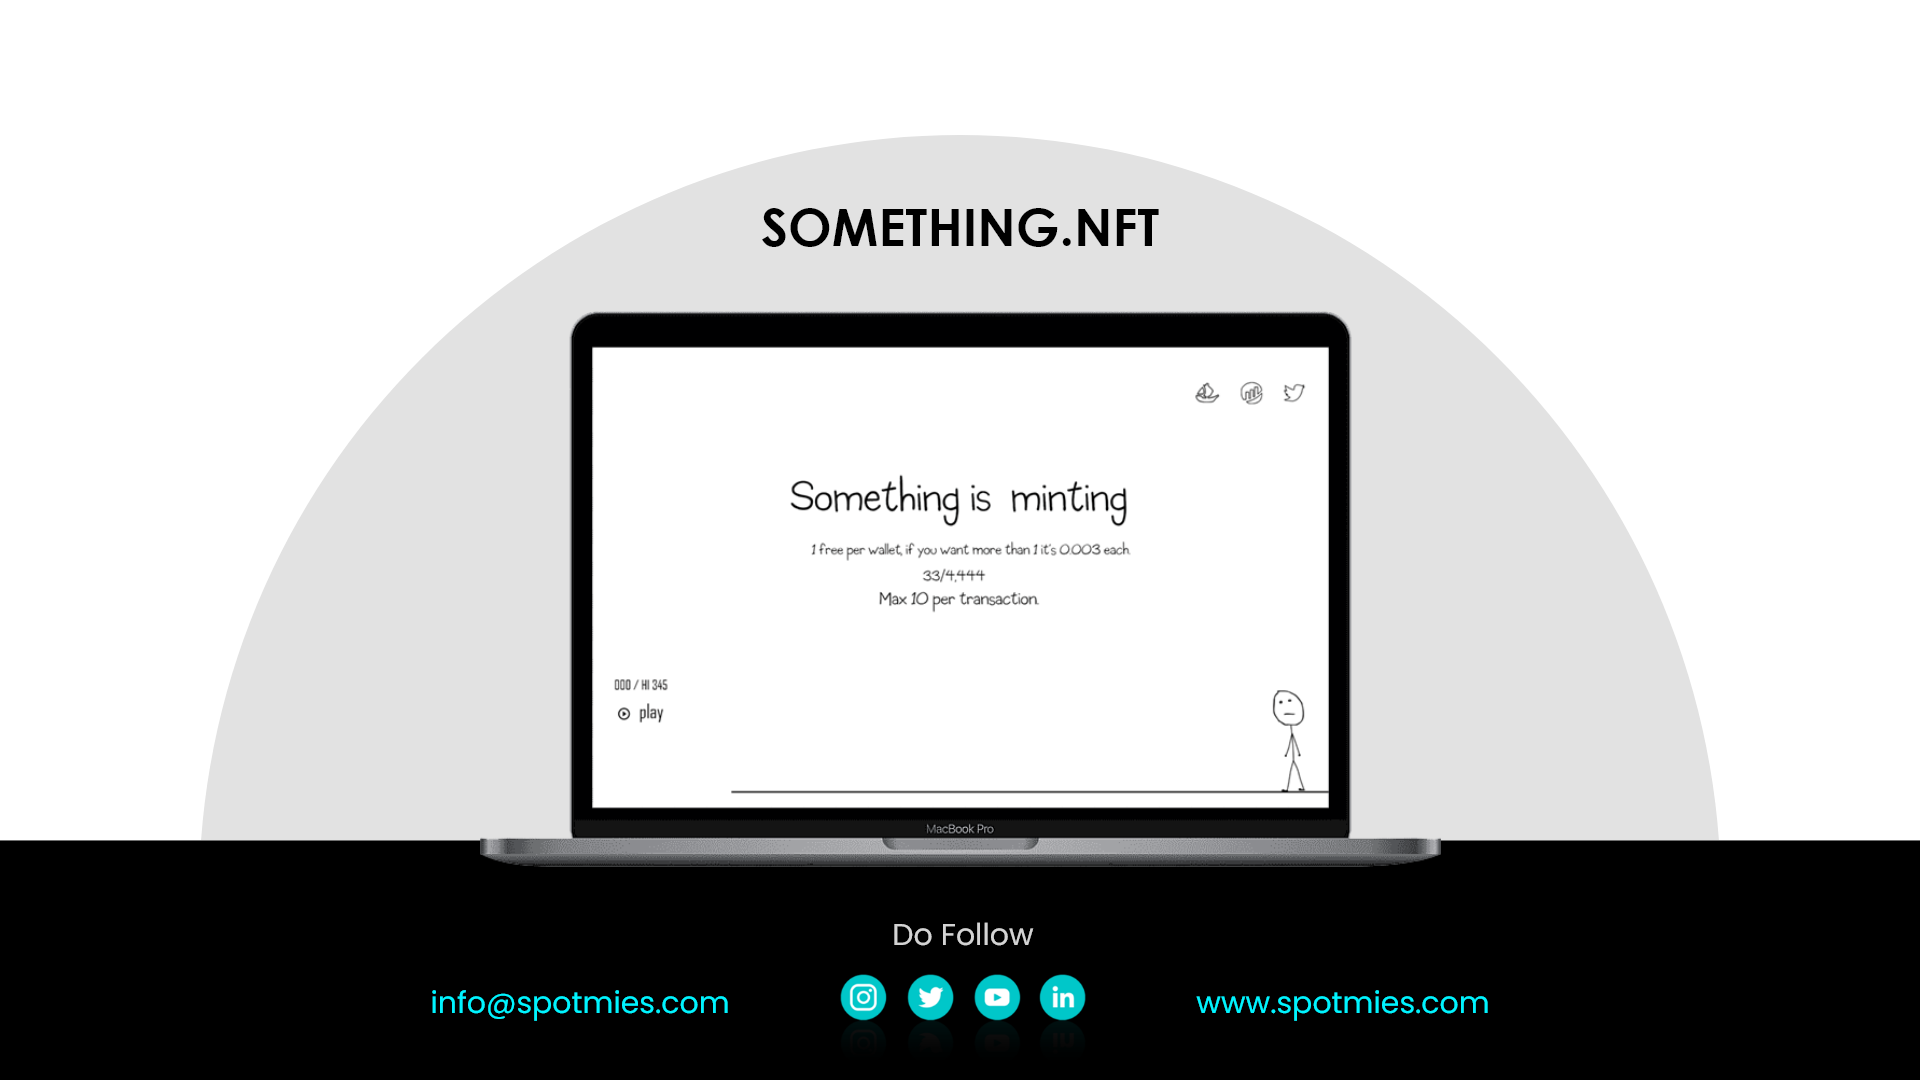 SOMETHING.NFT
Something is minting
1 free per wallet, if you want more than 1 it's 0.003 each.
33/4,444
Max 10 per transaction.
000 / HI 345
play
MacBook Pro
Do Follow
info@spotmies.com
in
www.spotmies.com